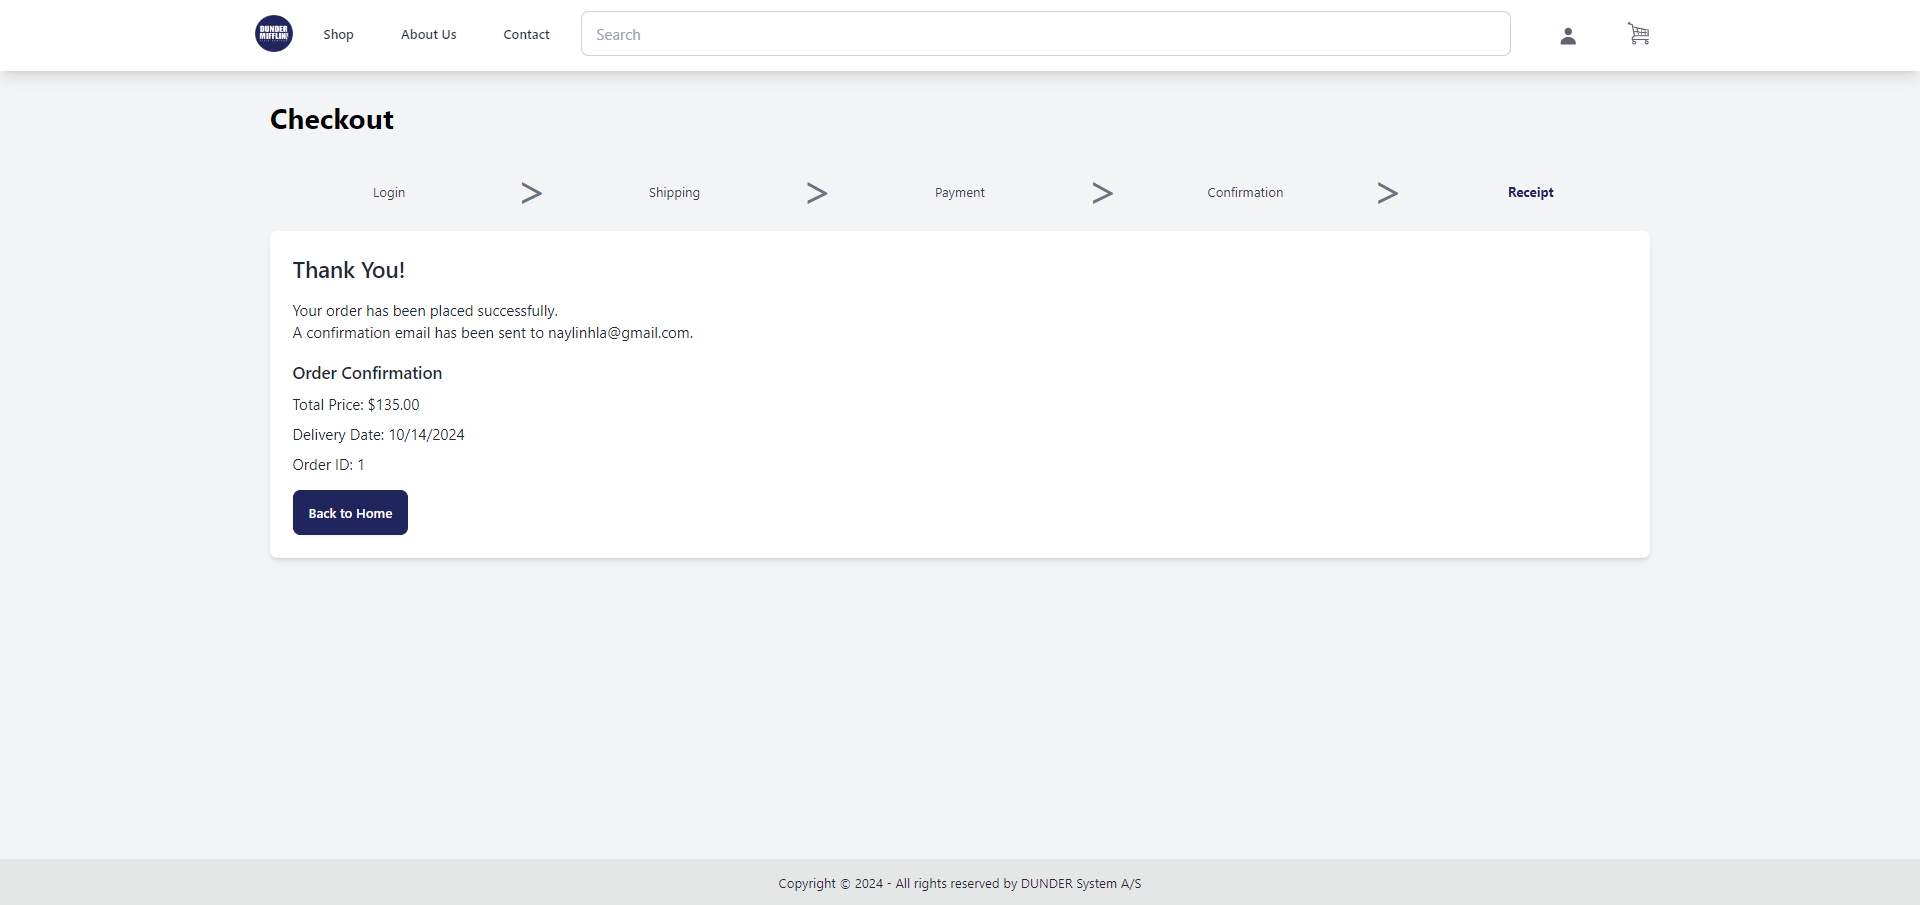 DUNDER
MIFFLIN
Shop
About Us
Contact
Search
Checkout
Login
>
Shipping
>
Payment
>
Confirmation
>
Receipt
Thank You!
Your order has been placed successfully.
A confirmation email has been sent to naylinhla@gmail.com.
Order Confirmation
Total Price: $135.00
Delivery Date: 10/14/2024
Order ID: 1
Back to Home
Copyright © 2024 - All rights reserved by DUNDER System A/S